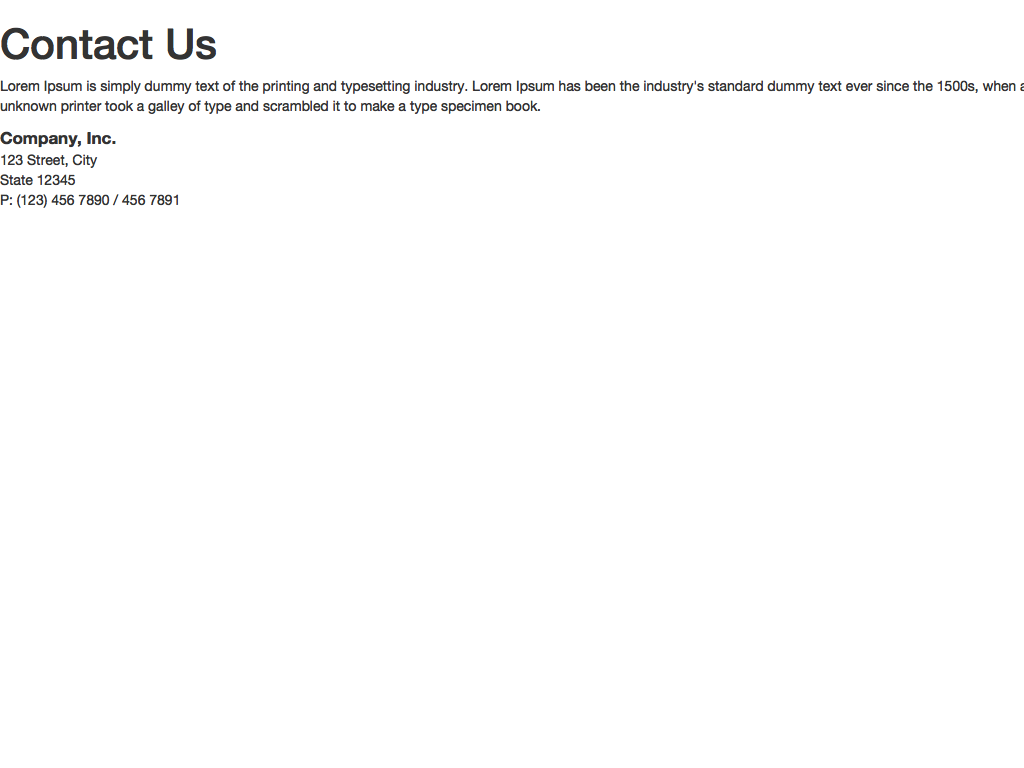 Contact Us
Lorem Ipsum is simply dummy text of the printing and typesetting industry. Lorem Ipsum has been the industry's standard dummy text ever since the 1500s, when a
unknown printer took a galley of type and scrambled it to make a type specimen book.
Company, Inc.
123 Street, City
State 12345
P: (123) 456 7890 / 456 7891